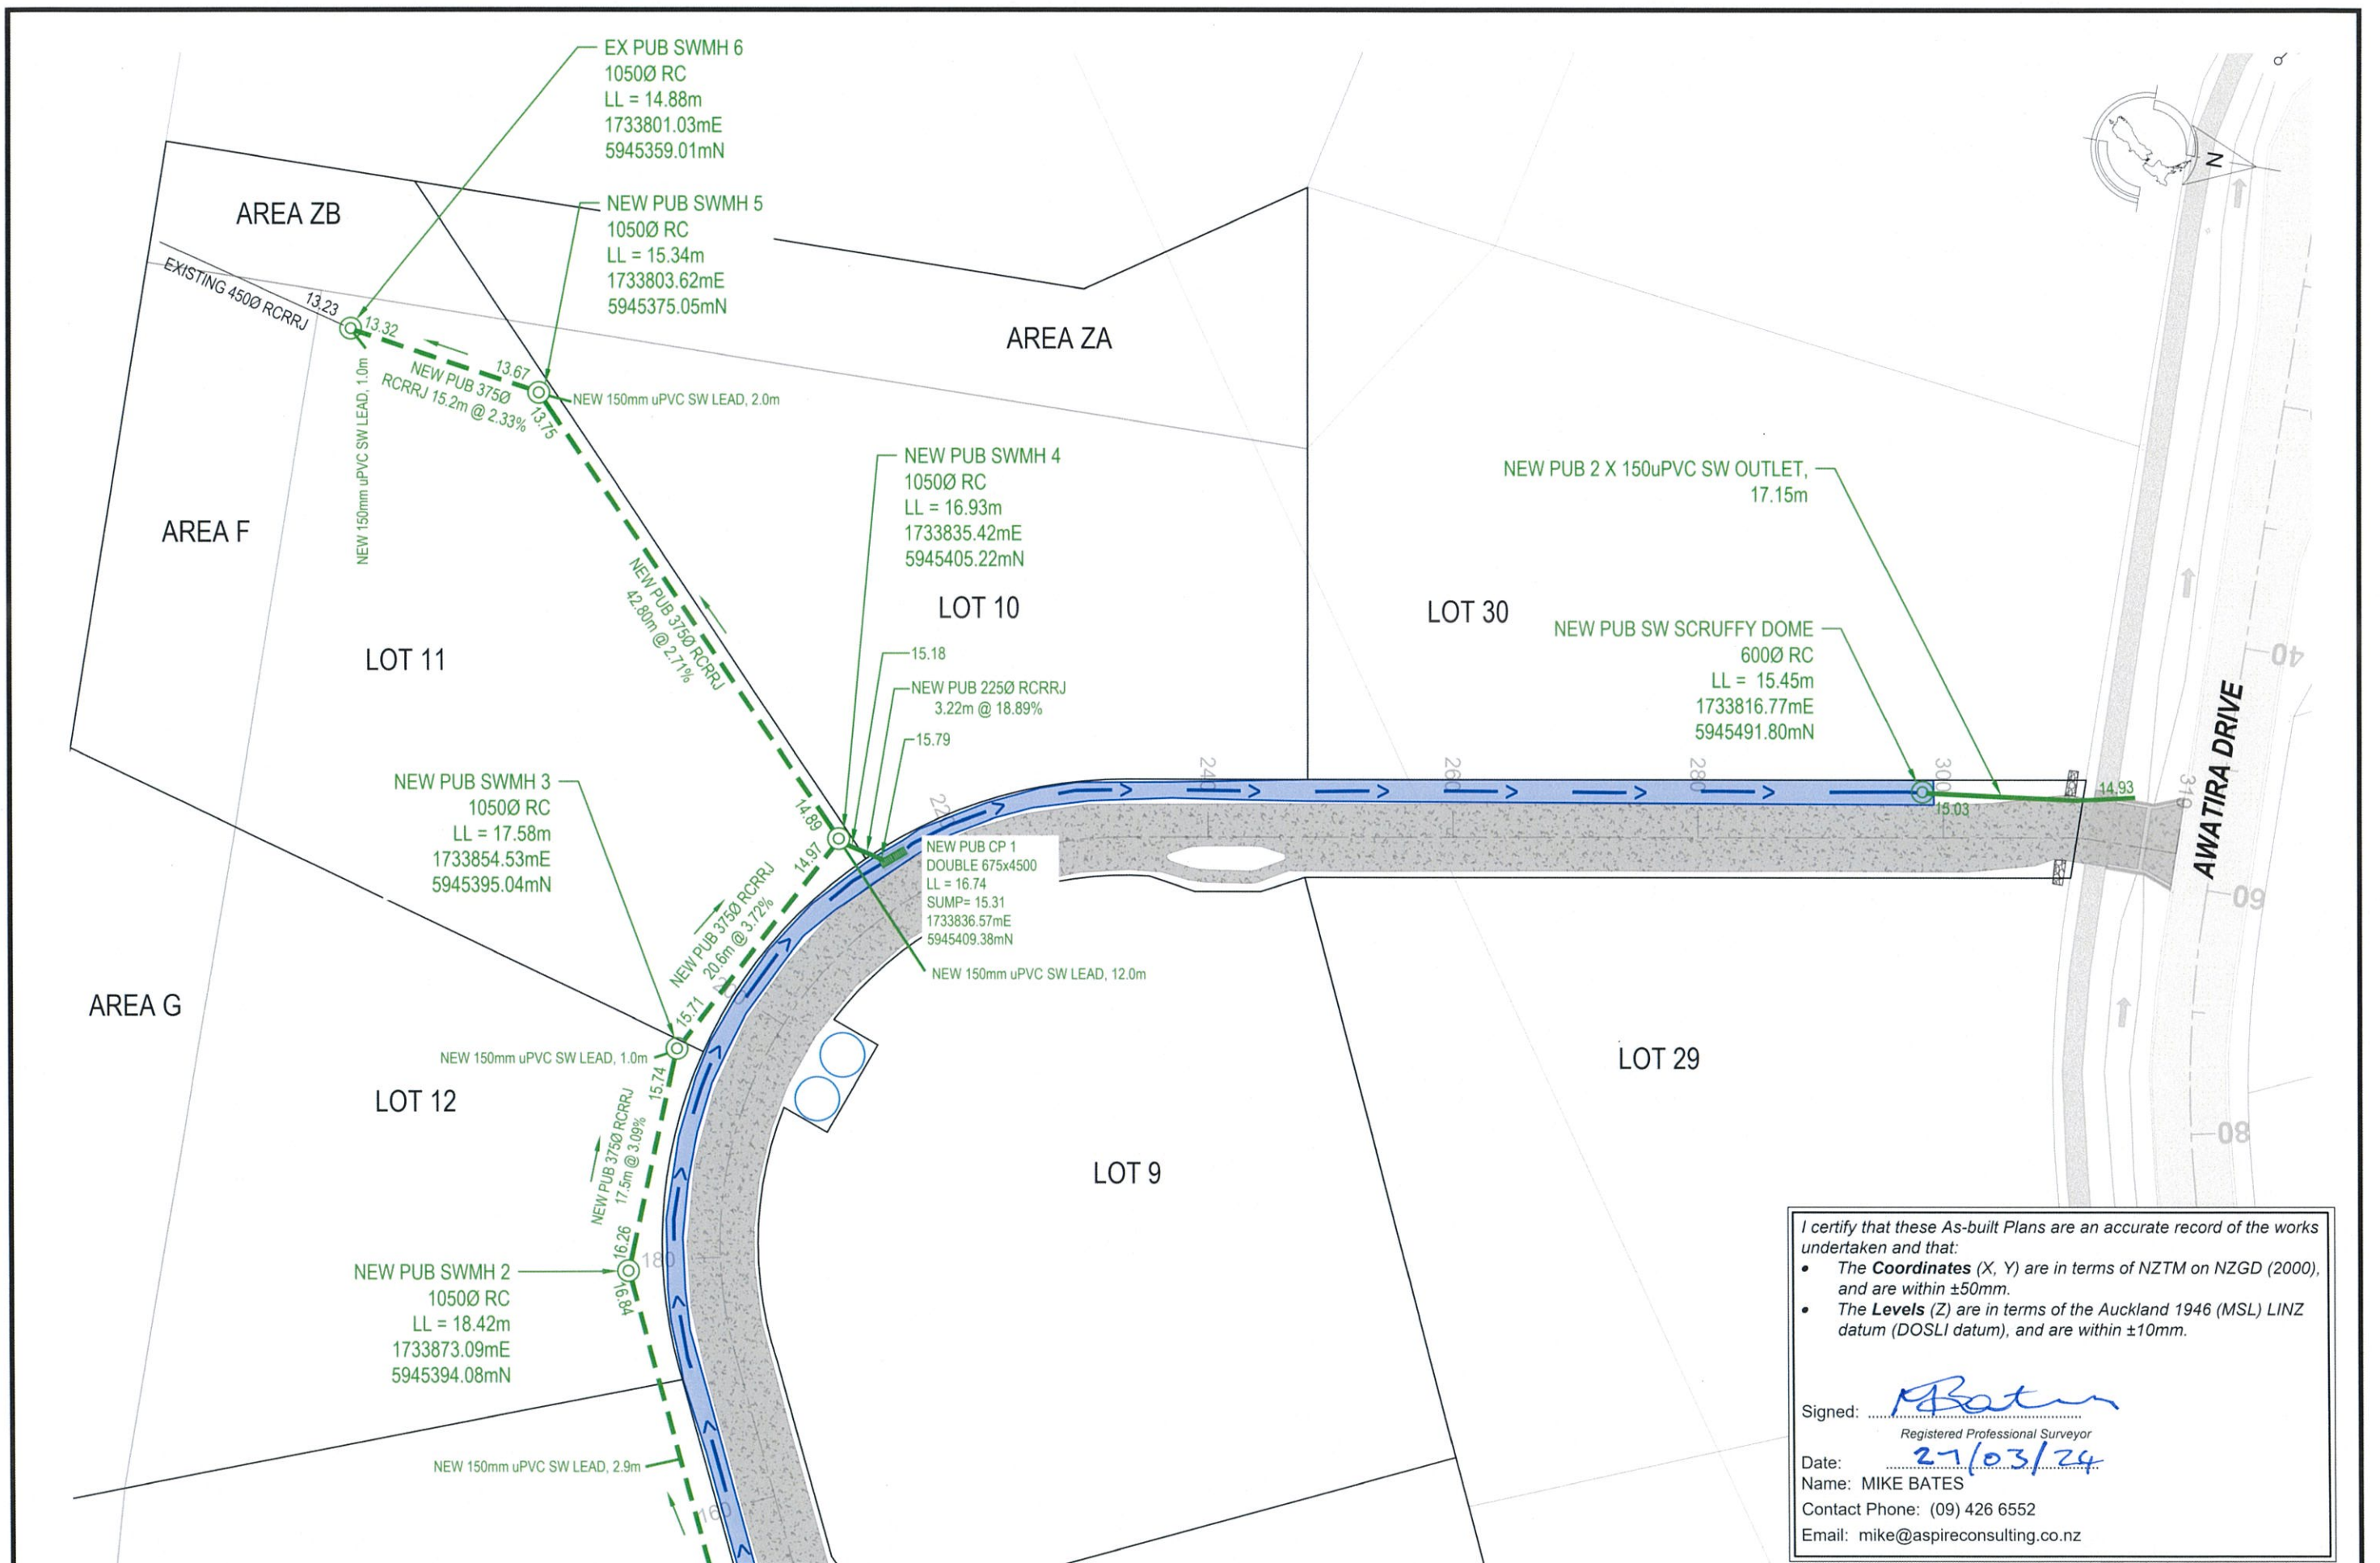 EX PUB SWMH 6
1050Ø RC
LL = 14.88m
1733801.03mE
5945359.01mN
NEW PUB SWMH 5
1050Ø RC
LL = 15.34m
1733803.62mE
5945375.05mN
AREA ZB
EXISTING 450Ø RCRRJ
13.23
13.32
13.67
NEW PUB 375Ø
RCRRJ 15.2m @ 2.33%
13.75
NEW 150mm uPVC SW LEAD, 2.0m
NEW 150mm uPVC SW LEAD, 1.0m
AREA ZA
N
AREA F
NEW PUB SWMH 4
1050Ø RC
LL = 16.93m
1733835.42mE
5945405.22mN
NEW PUB 2 X 150uPVC SW OUTLET,
17.15m
NEW PUB 375Ø RCRRJ
42.80m @ 2.71%
LOT 10
LOT 30
LOT 11
15.18
NEW PUB 225Ø RCRRJ
3.22m @ 18.89%
15.79
NEW PUB SW SCRUFFY DOME
600Ø RC
LL = 15.45m
1733816.77mE
5945491.80mN
40
AWATIRA DRIVE
NEW PUB SWMH 3
1050Ø RC
LL = 17.58m
1733854.53mE
5945395.04mN
14.89
14.97
240
260
280
300
319
14.93
15.03
NEW PUB CP 1
DOUBLE 675x4500
LL = 16.74
SUMP= 15.31
1733836.57mE
5945409.38mN
NEW PUB 375Ø RCRRJ
20.6m @ 3.72%
60
NEW 150mm uPVC SW LEAD, 12.0m
AREA G
15.71
NEW 150mm uPVC SW LEAD, 1.0m
15.74
LOT 12
LOT 29
NEW PUB 375Ø RCRRJ
17.5m @ 3.09%
80
LOT 9
16.26
180
NEW PUB SWMH 2
1050Ø RC
LL = 18.42m
1733873.09mE
5945394.08mN
16.84
NEW 150mm uPVC SW LEAD, 2.9m
160
I certify that these As-built Plans are an accurate record of the works
undertaken and that:
• The Coordinates (X, Y) are in terms of NZTM on NZGD (2000),
and are within ±50mm.
• The Levels (Z) are in terms of the Auckland 1946 (MSL) LINZ
datum (DOSLI datum), and are within ±10mm.
Signed: MBates
Registered Professional Surveyor
Date: 27/03/24
Name: MIKE BATES
Contact Phone: (09) 426 6552
Email: mike@aspireconsulting.co.nz